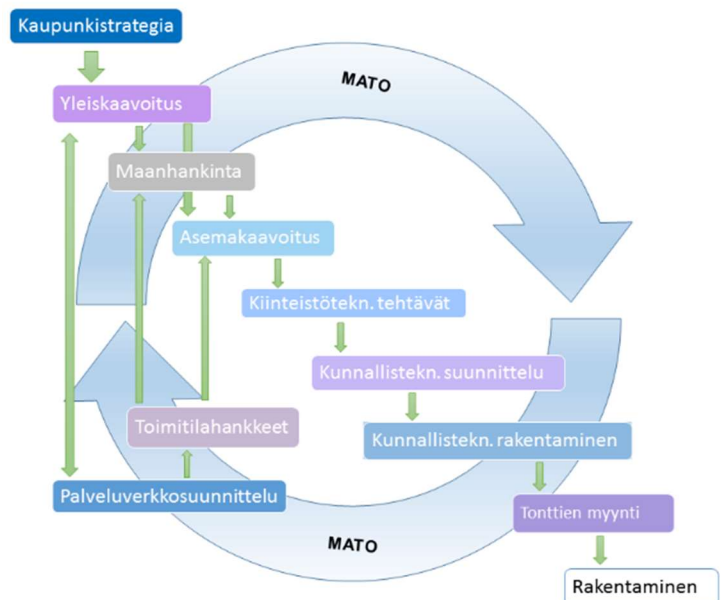 Kaupunkistrategia
MATO
Yleiskaavoitus
Maanhankinta
Asemakaavoitus
Kiinteistötekn. tehtävät
Kunnallistekn. suunnittelu
Toimitilahankkeet
Kunnallistekn. rakentaminen
Palveluverkkosuunnittelu
Tonttien myynti
MATO
Rakentaminen